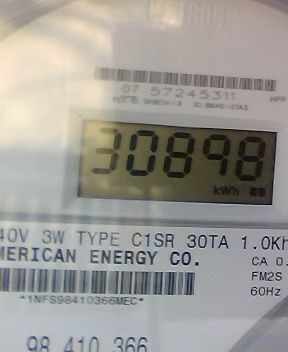 CENTRON
07 57245311
30898
kWh
40V 3W TYPE C1SR 30TA 1.0Kh
MERICAN ENERGY CO.
CA 0.
FM2S
60Hz
*1NFS98410366MEC*
98 410 366